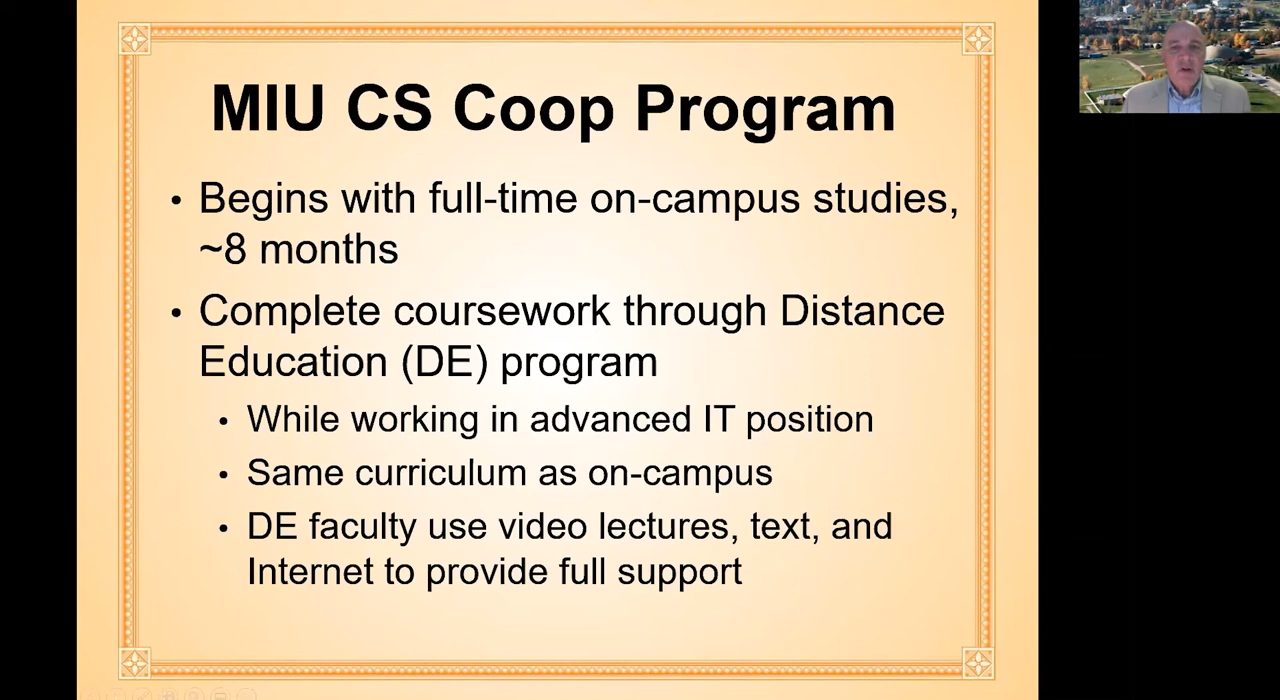 MIU CS Coop Program
• Begins with full-time on-campus studies,
~8 months
• Complete coursework through Distance
Education (DE) program
• While working in advanced IT position
• Same curriculum as on-campus
• DE faculty use video lectures, text, and
Internet to provide full support